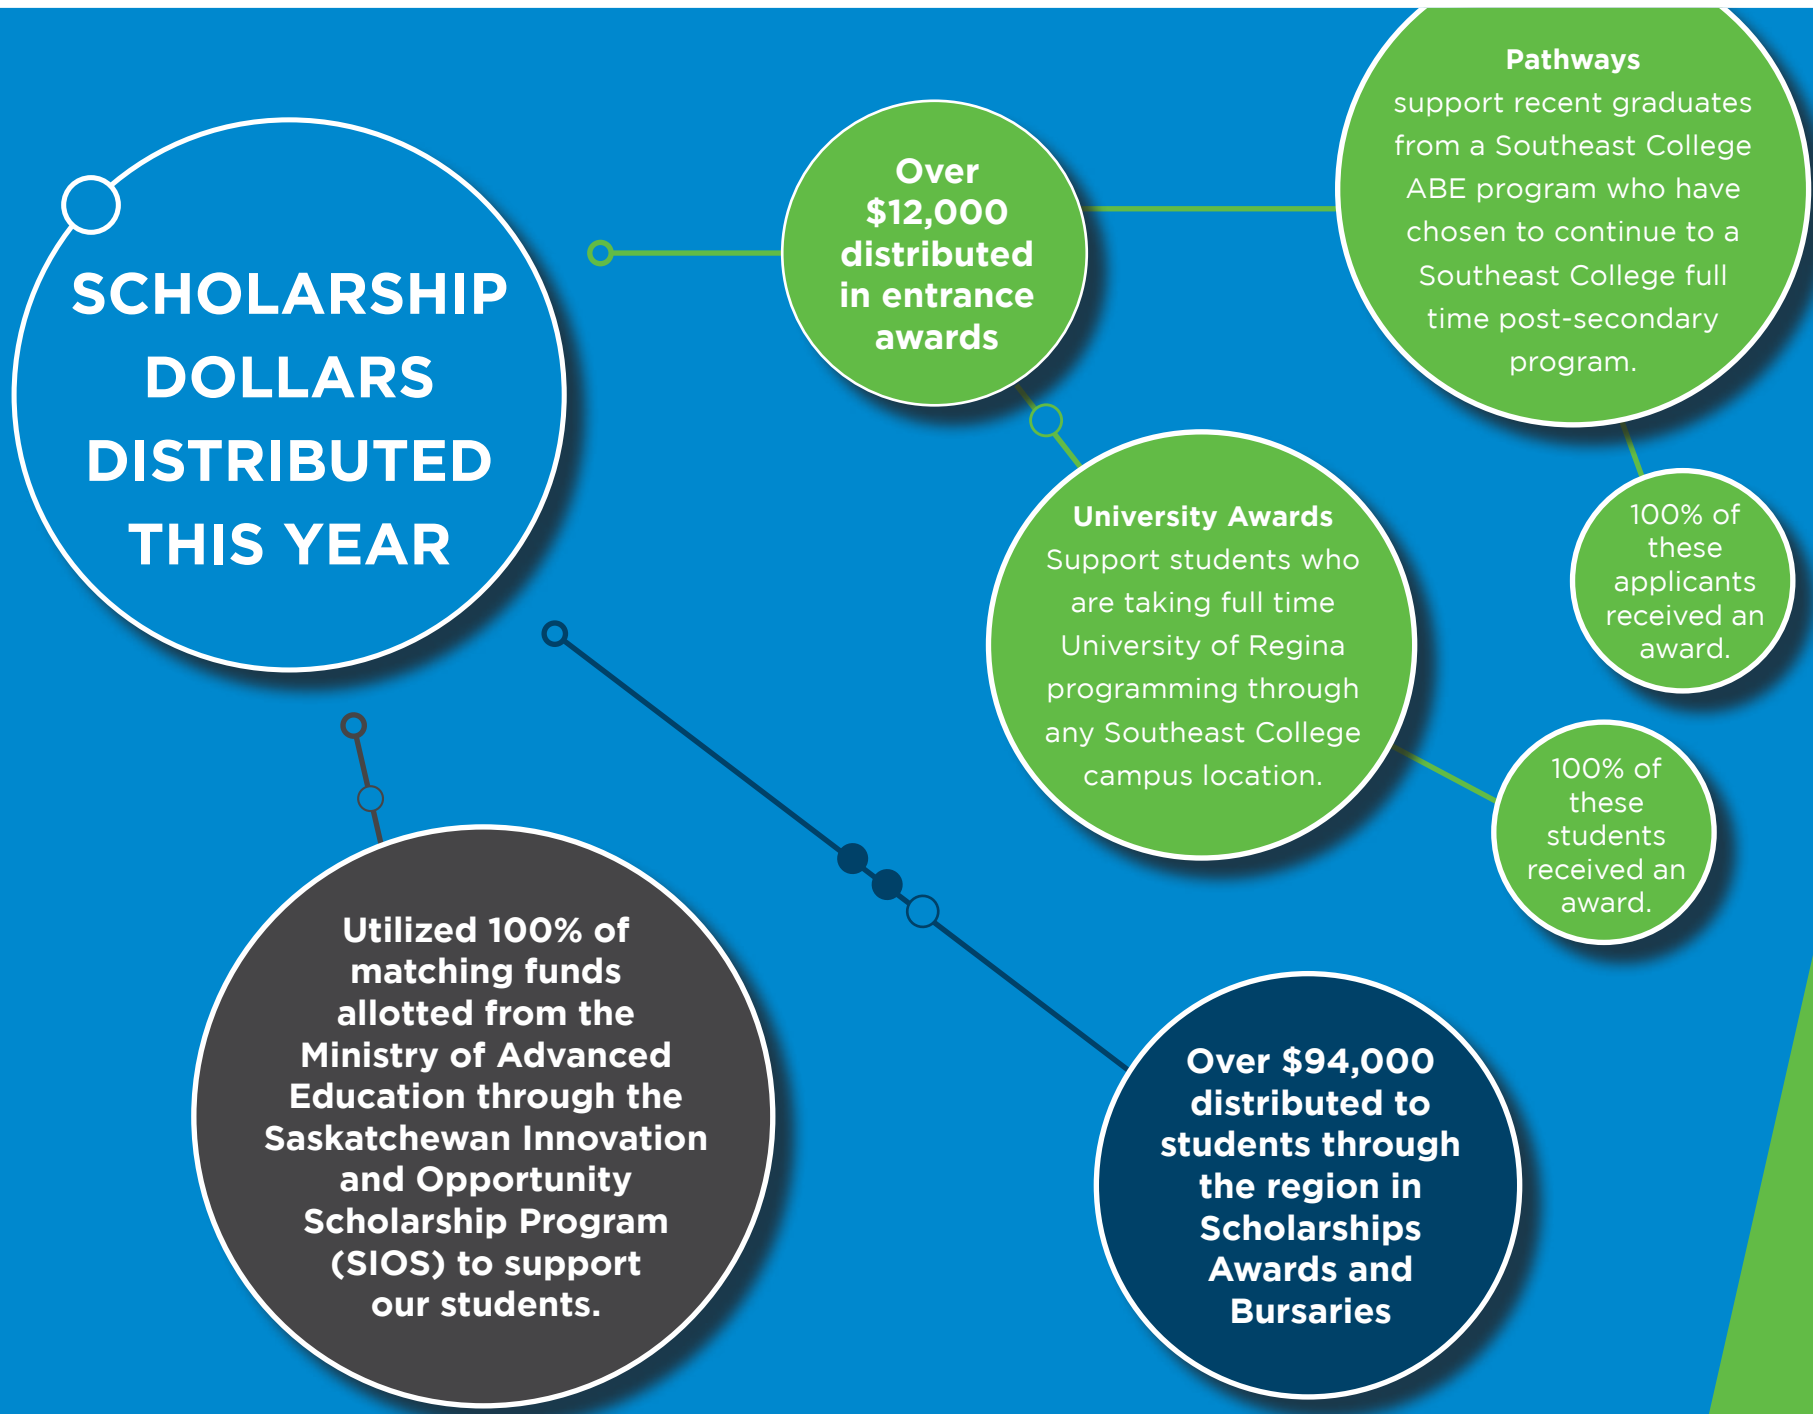 SCHOLARSHIP
DOLLARS
DISTRIBUTED
THIS YEAR
Over
$12,000
distributed
in entrance
awards
Pathways
support recent graduates
from a Southeast College
ABE program who have
chosen to continue to a
Southeast College full
time post-secondary
program.
100% of
these
applicants
received an
award.
University Awards
Support students who
are taking full time
University of Regina
programming through
any Southeast College
campus location.
100% of
these
students
received an
award.
Utilized 100% of
matching funds
allotted from the
Ministry of Advanced
Education through the
Saskatchewan Innovation
and Opportunity
Scholarship Program
(SIOS) to support
our students.
Over $94,000
distributed to
students through
the region in
Scholarships
Awards and
Bursaries